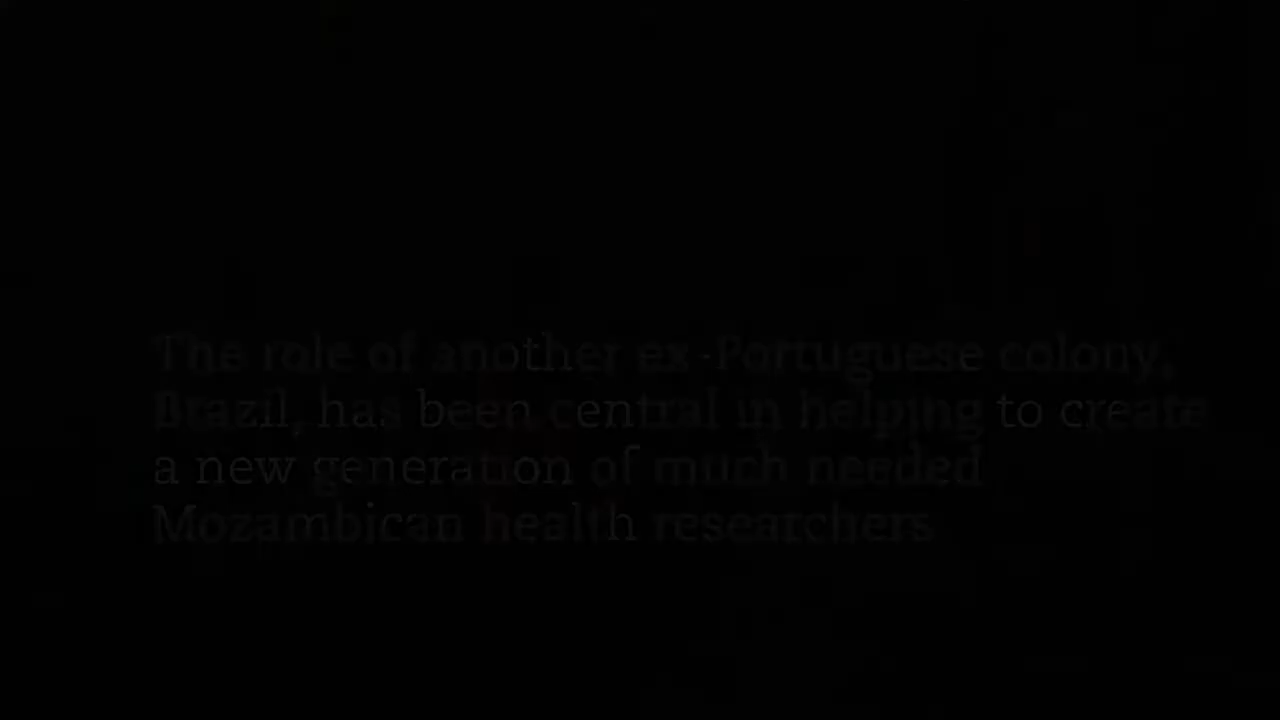 The role of another ex-Portuguese colony,
Brazil, has been central in helping to create
a new generation of much needed
Mozambican health researchers